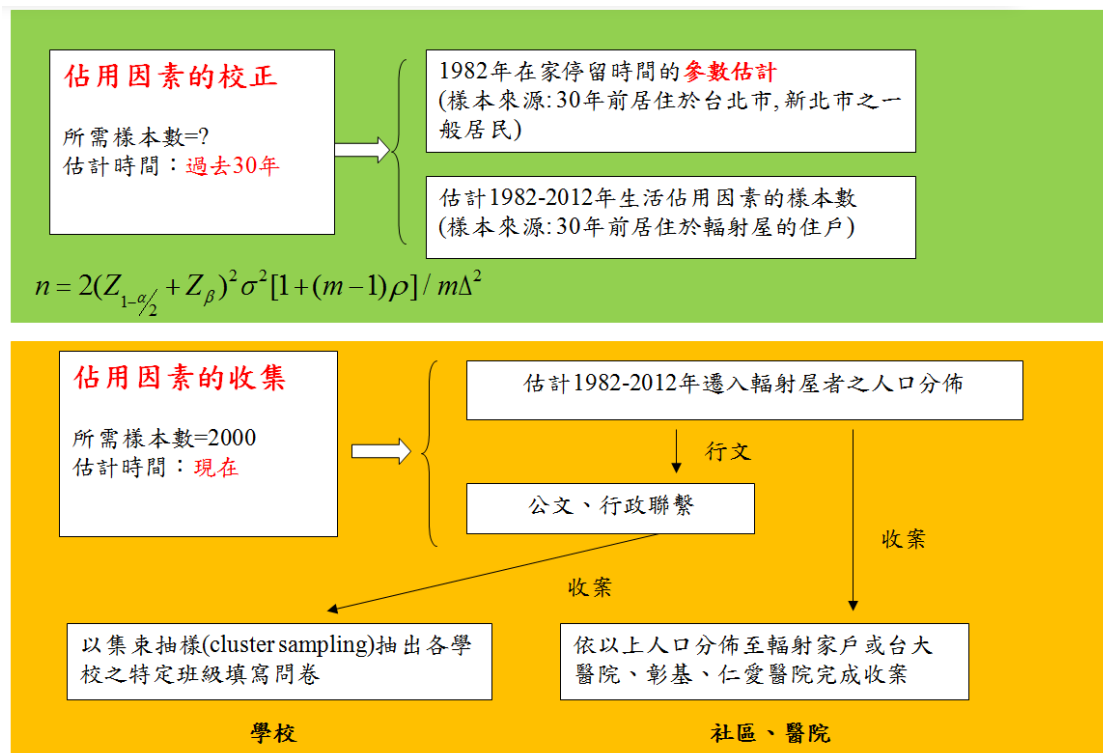 佔用因素的校正
所需樣本數=?
估計時間：過去30年
1982年在家停留時間的參數估計
(樣本來源: 30年前居住於台北市, 新北市之一
般居民)
估計1982-2012年生活佔用因素的樣本數
(樣本來源: 30年前居住於輻射屋的住戶)
n = 2(Z_{1-α/2} + Z_β)²σ²[1+(m−1)ρ]/mΔ²
佔用因素的收集
所需樣本數=2000
估計時間：現在
估計1982-2012年遷入輻射屋者之人口分佈
行文
公文、行政聯繫
收案
收案
以集束抽樣(cluster sampling)抽出各學
校之特定班級填寫問卷
依以上人口分佈至輻射家戶或台大
醫院、彰基、仁愛醫院完成收案
學校
社區、醫院